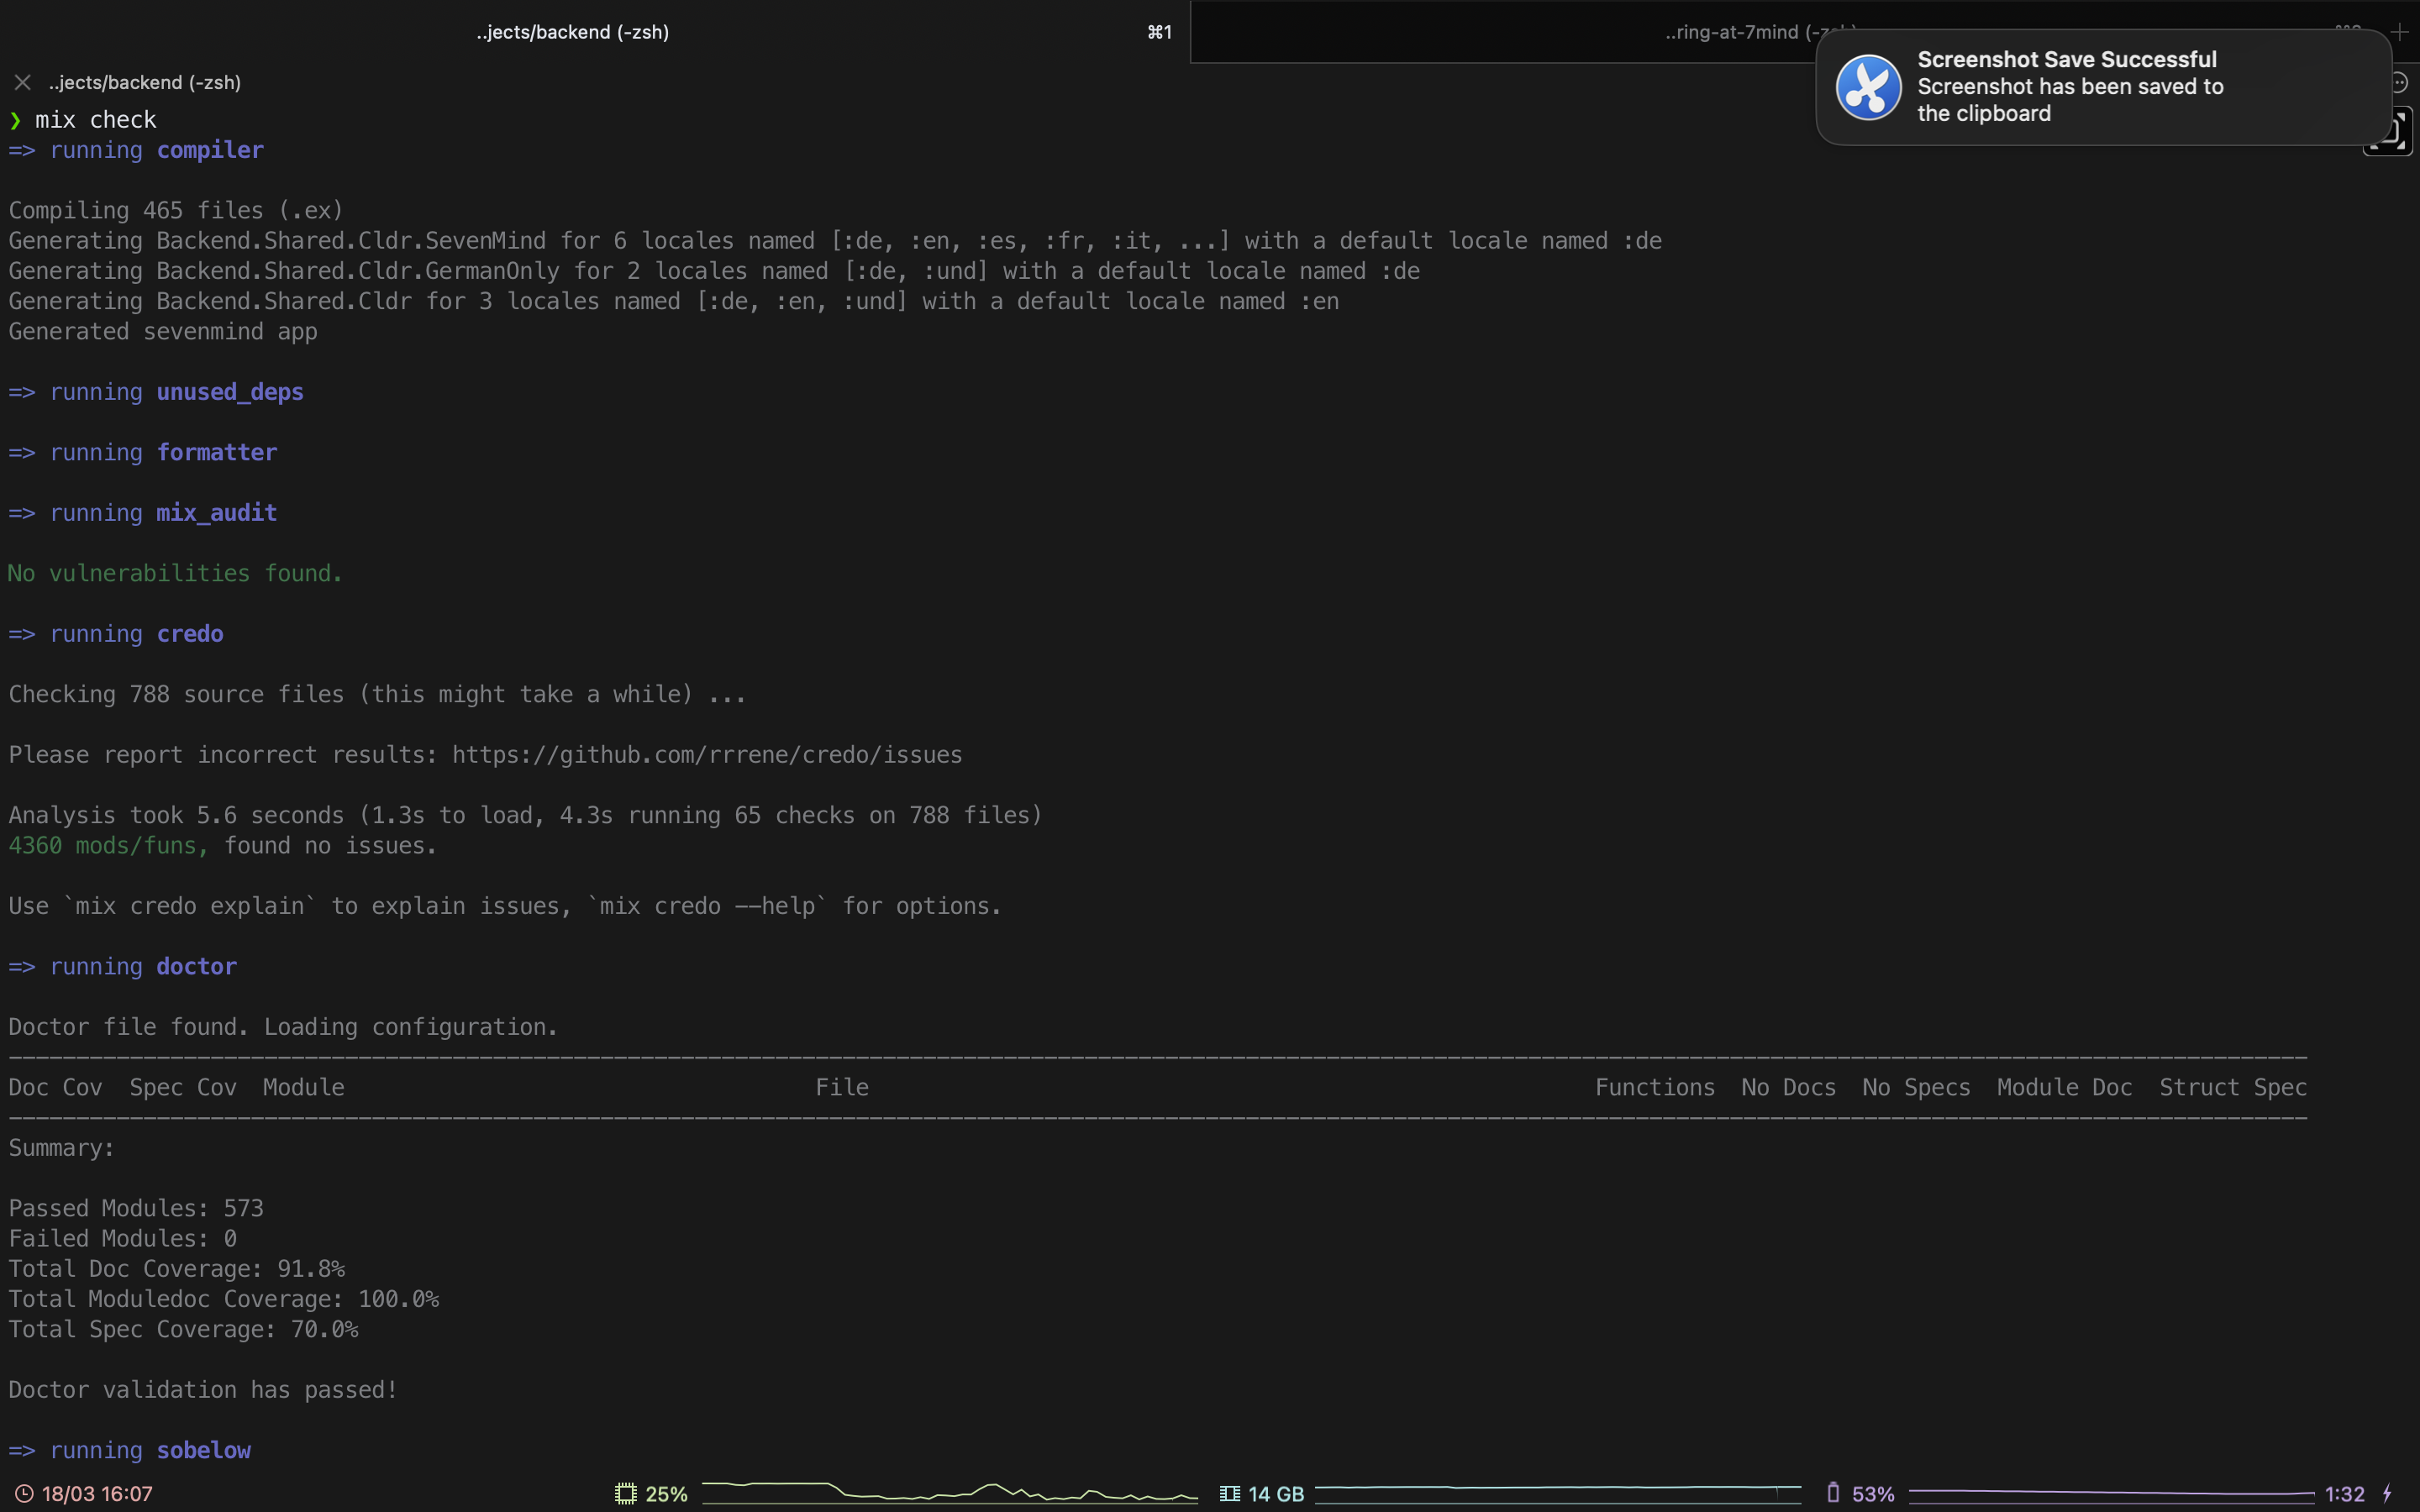 ..jects/backend (-zsh) ⌘1
..ring-at-7mind (-z
Screenshot Save Successful
Screenshot has been saved to
the clipboard
..jects/backend (-zsh)
❯ mix check
=> running compiler
Compiling 465 files (.ex)
Generating Backend.Shared.Cldr.SevenMind for 6 locales named [:de, :en, :es, :fr, :it, ...] with a default locale named :de
Generating Backend.Shared.Cldr.GermanOnly for 2 locales named [:de, :und] with a default locale named :de
Generating Backend.Shared.Cldr for 3 locales named [:de, :en, :und] with a default locale named :en
Generated sevenmind app
=> running unused_deps
=> running formatter
=> running mix_audit
No vulnerabilities found.
=> running credo
Checking 788 source files (this might take a while) ...
Please report incorrect results: https://github.com/rrrene/credo/issues
Analysis took 5.6 seconds (1.3s to load, 4.3s running 65 checks on 788 files)
4360 mods/funs, found no issues.
Use `mix credo explain` to explain issues, `mix credo --help` for options.
=> running doctor
Doctor file found. Loading configuration.
Doc Cov Spec Cov Module File Functions No Docs No Specs Module Doc Struct Spec
Summary:
Passed Modules: 573
Failed Modules: 0
Total Doc Coverage: 91.8%
Total Moduledoc Coverage: 100.0%
Total Spec Coverage: 70.0%
Doctor validation has passed!
=> running sobelow
18/03 16:07 25% 14 GB 53% 1:32